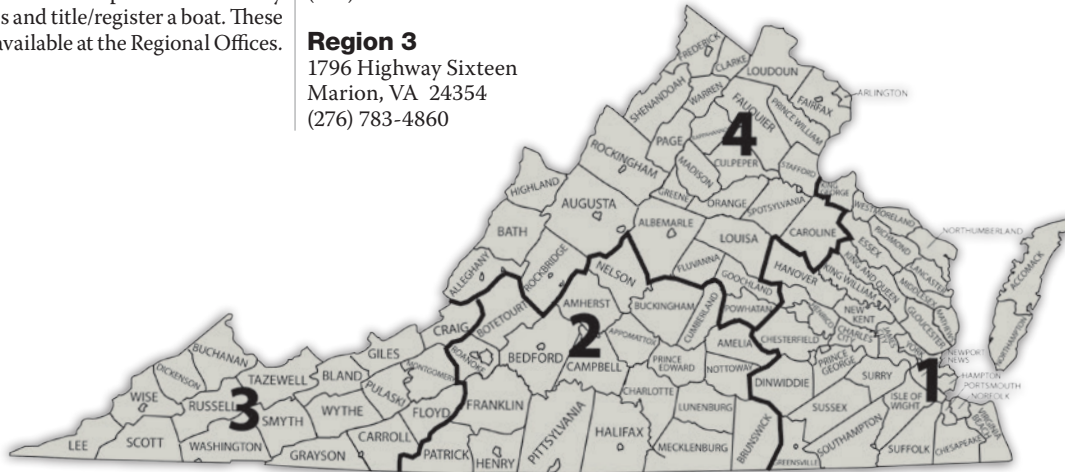 s and title/register a boat. These
available at the Regional Offices.
Region 3
1796 Highway Sixteen
Marion, VA 24354
(276) 783-4860
FREDERICK
CLARKE
LOUDOUN
SHENANDOAH
WARREN
FAUQUIER
FAIRFAX
ARLINGTON
PRINCE WILLIAM
4
PAGE
CULPEPER
ROCKINGHAM
MADISON
STAFFORD
HIGHLAND
GREENE
ORANGE
SPOTSYLVANIA
KING GEORGE
WESTMORELAND
AUGUSTA
ALBEMARLE
LOUISA
CAROLINE
RICHMOND
NORTHUMBERLAND
ESSEX
BATH
ROCKBRIDGE
NELSON
FLUVANNA
GOOCHLAND
HANOVER
KING WILLIAM
KING AND QUEEN
LANCASTER
MIDDLESEX
ACCOMACK
ALLEGHANY
AMHERST
BUCKINGHAM
CUMBERLAND
POWHATAN
HENRICO
NEW KENT
GLOUCESTER
MATHEWS
NORTHAMPTON
CRAIG
BOTETOURT
2
APPOMATTOX
AMELIA
CHESTERFIELD
CHARLES CITY
JAMES CITY
YORK
BUCHANAN
GILES
ROANOKE
BEDFORD
CAMPBELL
PRINCE EDWARD
NOTTOWAY
PRINCE GEORGE
SURRY
NEWPORT NEWS
DICKENSON
TAZEWELL
BLAND
MONTGOMERY
CHARLOTTE
DINWIDDIE
1
HAMPTON
PORTSMOUTH
NORFOLK
WISE
RUSSELL
3
SMYTH
WYTHE
PULASKI
FLOYD
FRANKLIN
PITTSYLVANIA
HALIFAX
LUNENBURG
BRUNSWICK
SUSSEX
ISLE OF WIGHT
VIRGINIA BEACH
LEE
SCOTT
WASHINGTON
GRAYSON
CARROLL
PATRICK
HENRY
MECKLENBURG
GREENSVILLE
SOUTHAMPTON
SUFFOLK
CHESAPEAKE